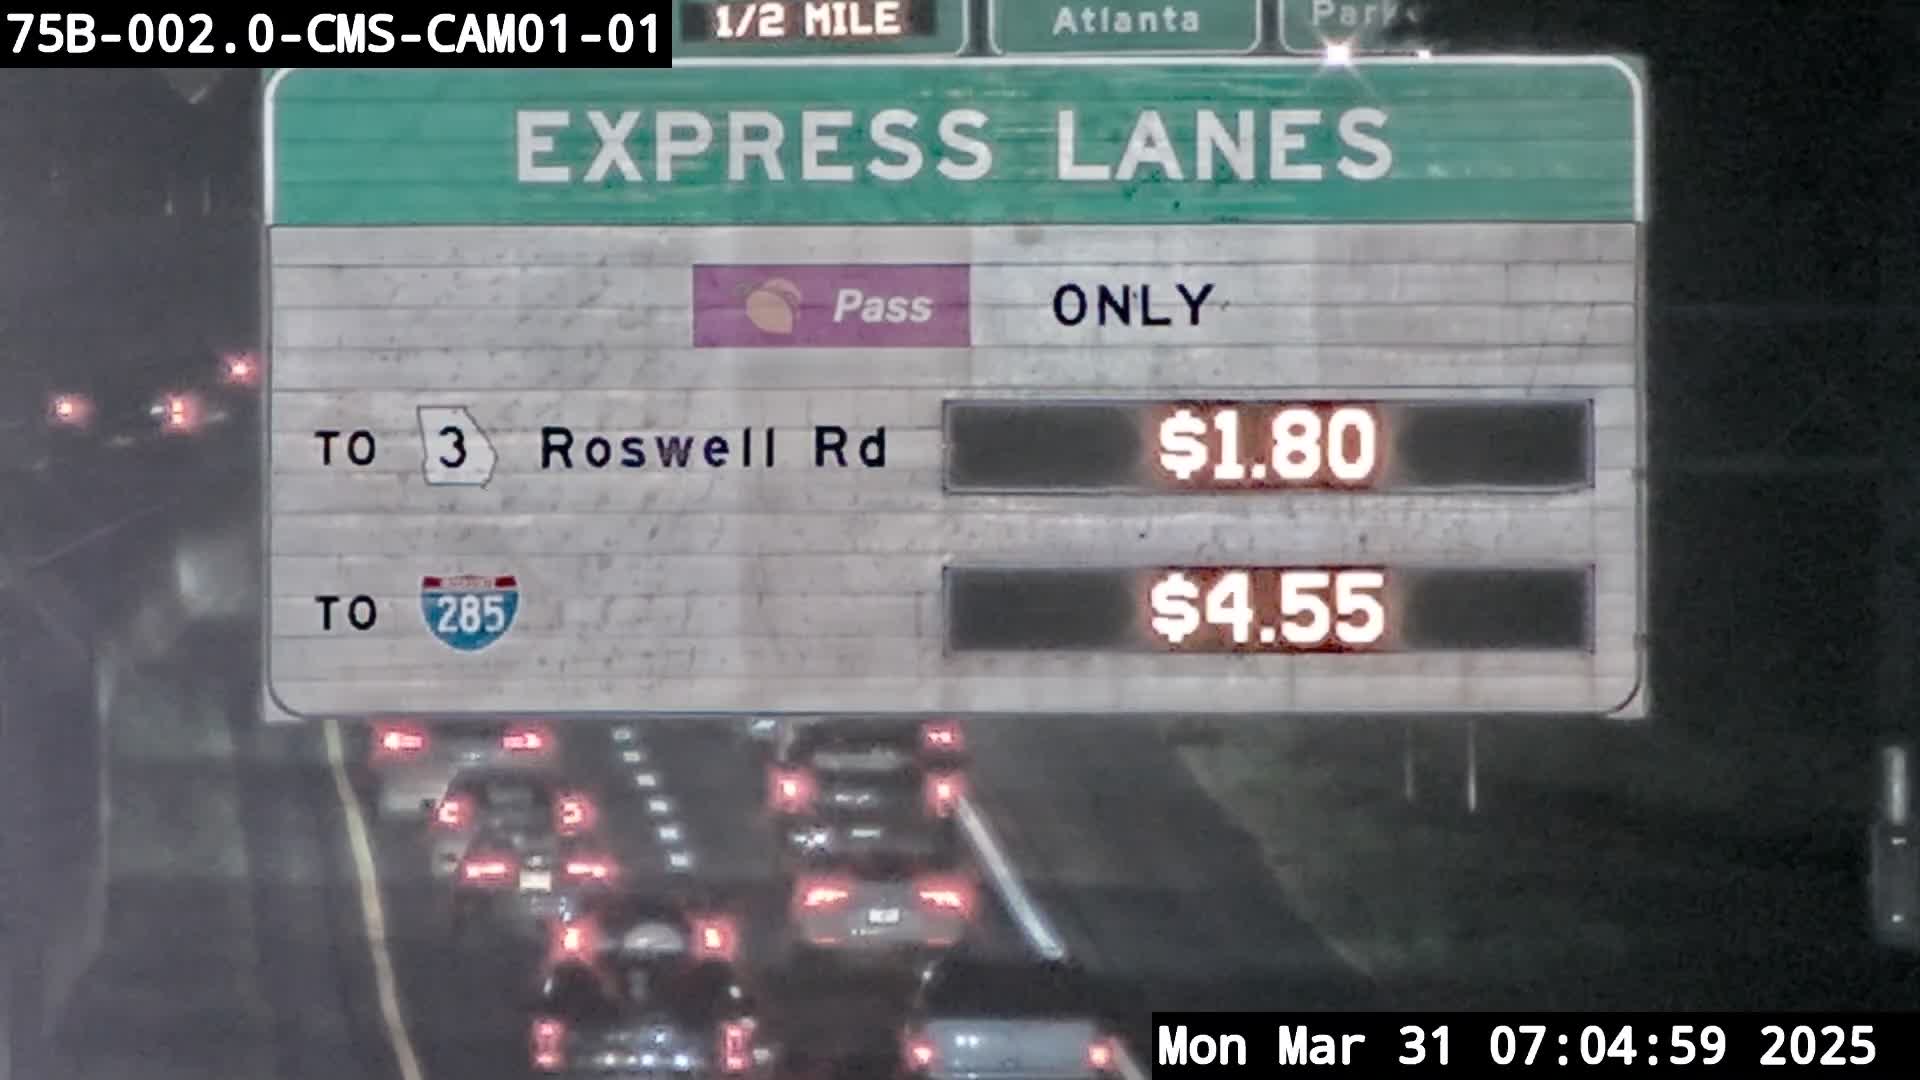 75B-002.0-CMS-CAM01-01
1/2 MILE
Atlanta
EXPRESS LANES
Pass ONLY
TO 3 Roswell Rd $1.80
TO 285 $4.55
Mon Mar 31 07:04:59 2025